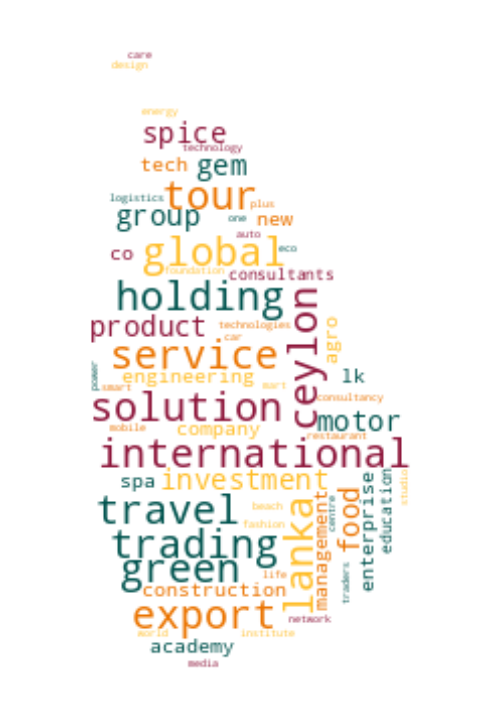 care
design
energy
spice
technology
tech gem
logistics tour plus
group one new
auto
co global eco
foundation consultants
holding
ceylon
product technologies
car agro
service
power engineering mart lk
smart
solution consultancy
mobile company motor
restaurant
international
spa investment
studio
enterprise education
food
management centre
lanka
travel beach
fashion
trading
green life traders
construction
export network
world institute
academy
media